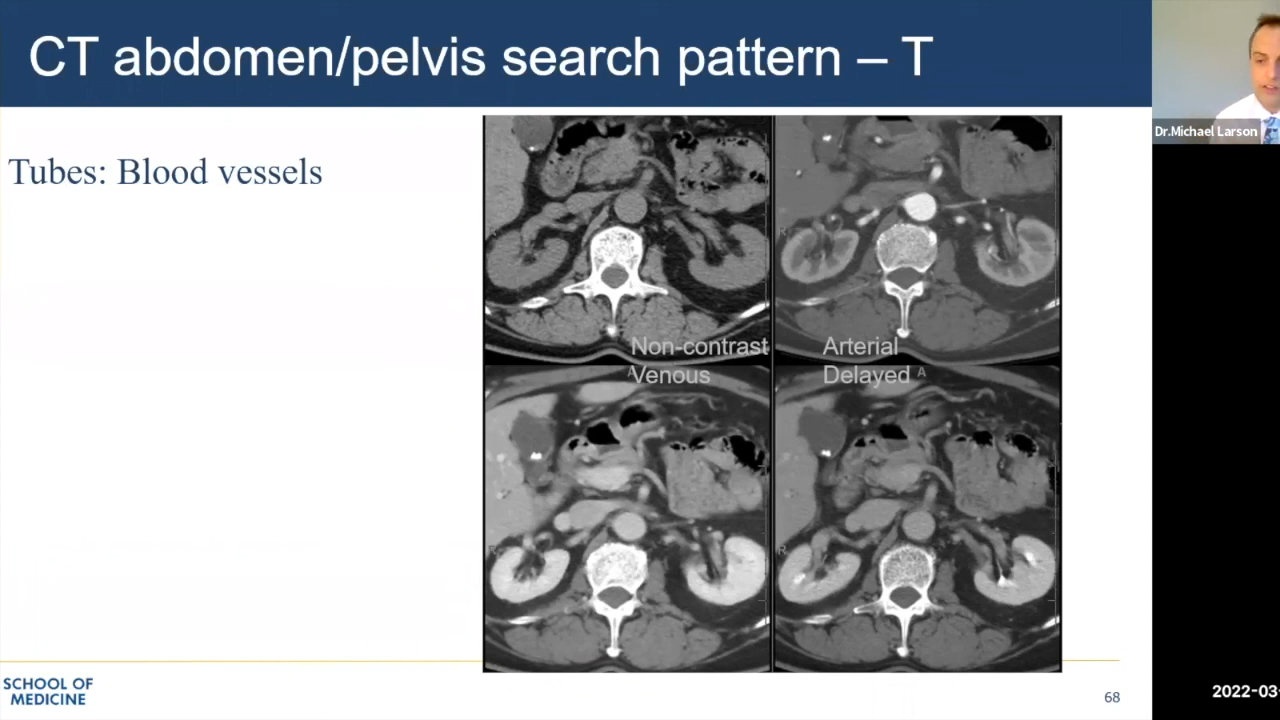 CT abdomen/pelvis search pattern – T
Dr.Michael Larson
Tubes: Blood vessels
R
Non-contrast
Arterial
A
Venous
Delayed
A
R
R
SCHOOL OF
MEDICINE
68
2022-03-